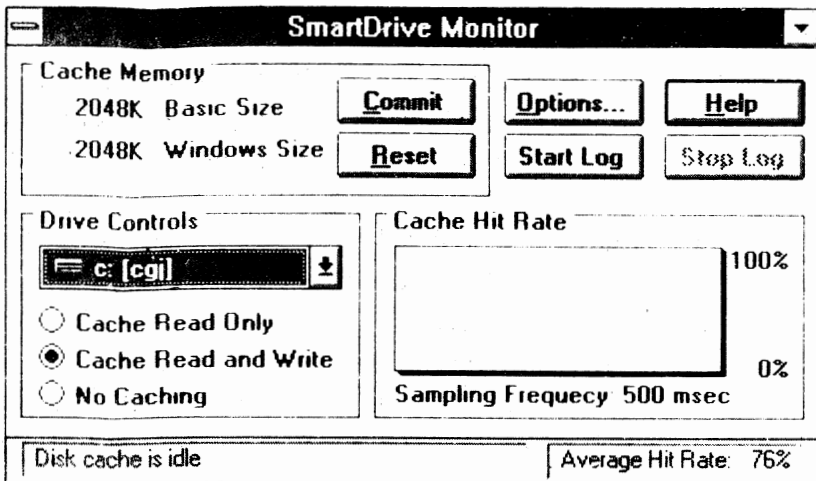 SmartDrive Monitor
Cache Memory
2048K Basic Size
2048K Windows Size
Commit
Reset
Options...
Help
Start Log
Stop Log
Drive Controls
c: [cgi]
Cache Read Only
Cache Read and Write
No Caching
Cache Hit Rate
100%
0%
Sampling Frequecy 500 msec
Disk cache is idle
Average Hit Rate: 76%